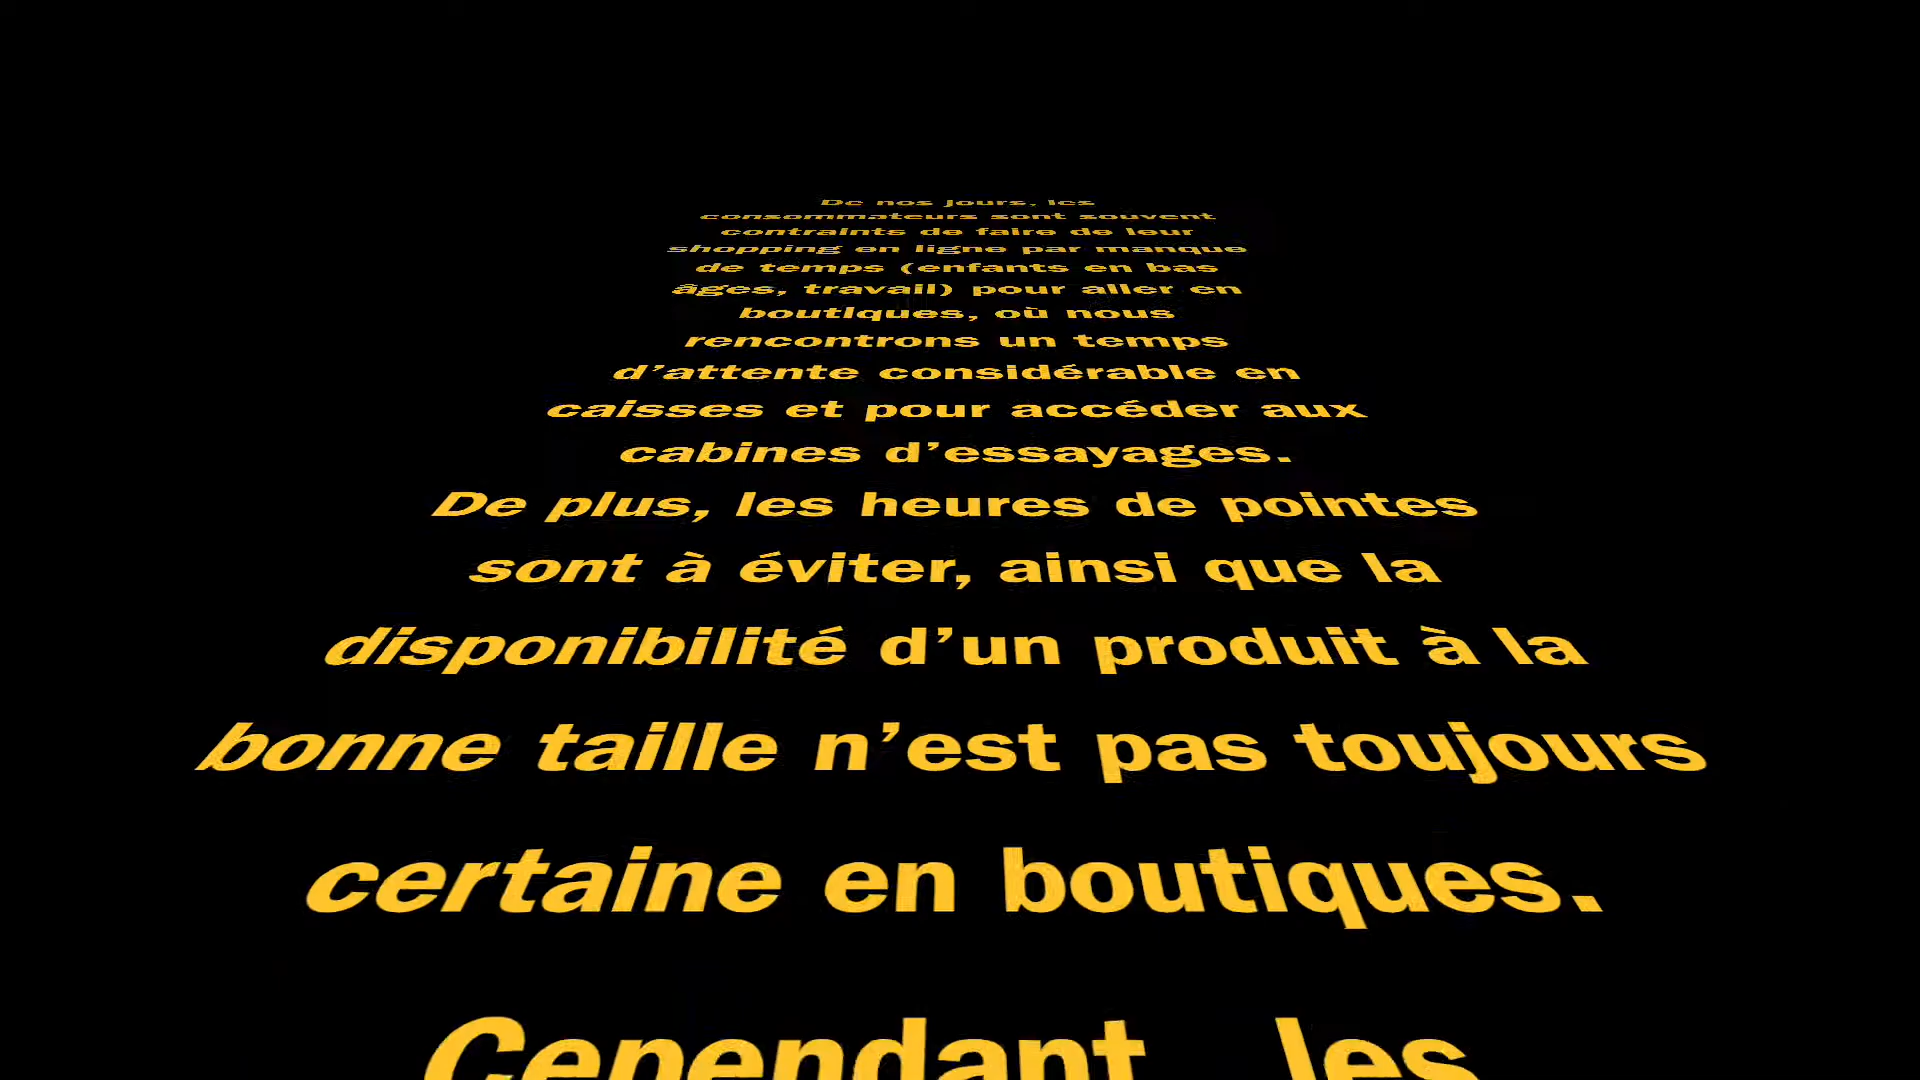 De nos jours, les
consommateurs sont souvent
contraints de faire de leur
shopping en ligne par manque
de temps (enfants en bas
âges, travail) pour aller en
boutiques, où nous
rencontrons un temps
d’attente considérable en
caisses et pour accéder aux
cabines d’essayages.
De plus, les heures de pointes
sont à éviter, ainsi que la
disponibilité d’un produit à la
bonne taille n’est pas toujours
certaine en boutiques.
Cependant les